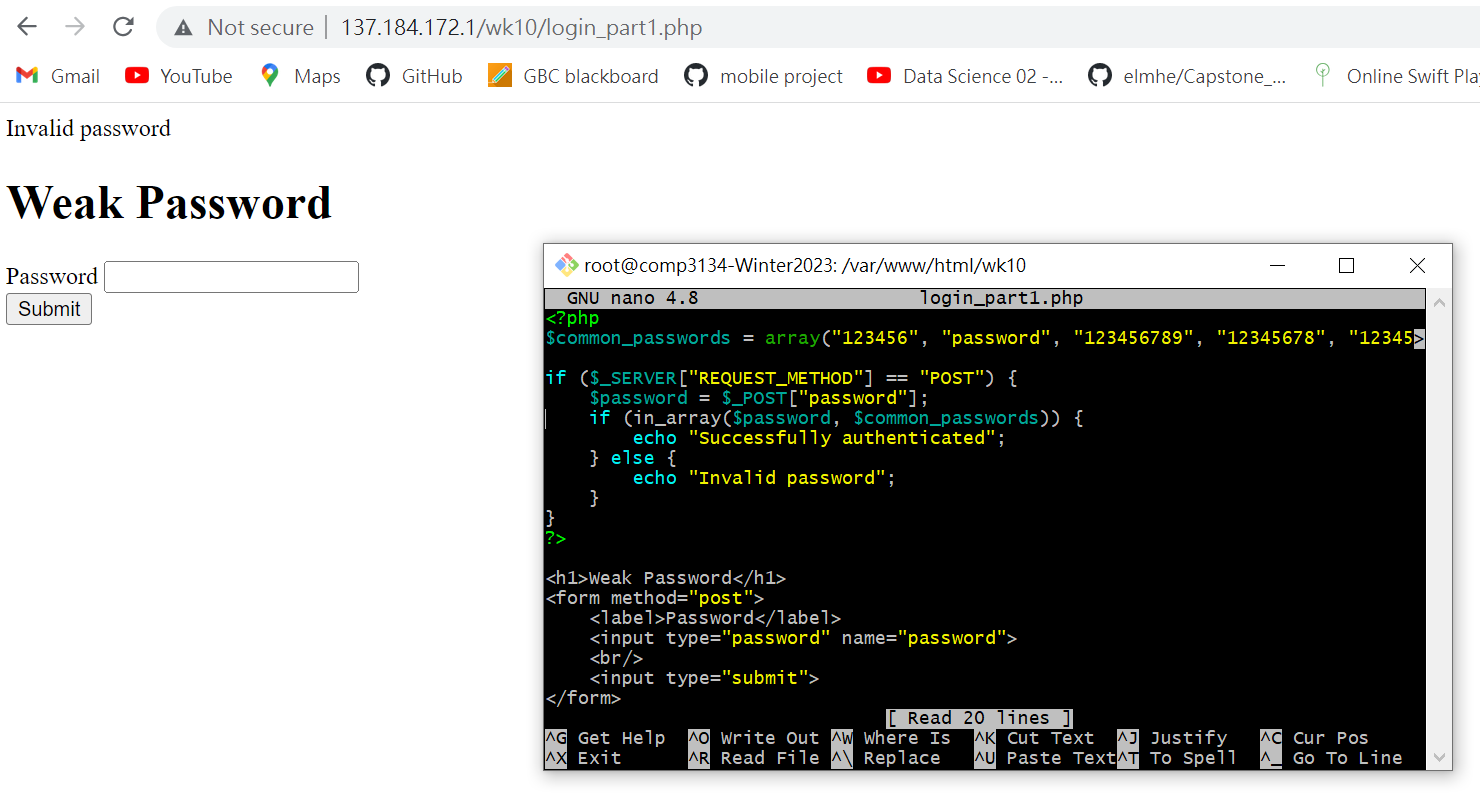 Not secure | 137.184.172.1/wk10/login_part1.php
Gmail YouTube Maps GitHub GBC blackboard mobile project Data Science 02 -... elmhe/Capstone_... Online Swift Pla
Invalid password
Weak Password
Password
Submit
root@comp3134-Winter2023: /var/www/html/wk10
GNU nano 4.8 login_part1.php
<?php
$common_passwords = array("123456", "password", "123456789", "12345678", "12345>
if ($_SERVER["REQUEST_METHOD"] == "POST") {
    $password = $_POST["password"];
    if (in_array($password, $common_passwords)) {
        echo "Successfully authenticated";
    } else {
        echo "Invalid password";
    }
}
?>
<h1>Weak Password</h1>
<form method="post">
    <label>Password</label>
    <input type="password" name="password">
    <br/>
    <input type="submit">
</form>
[ Read 20 lines ]
^G Get Help ^O Write Out ^W Where Is ^K Cut Text ^J Justify ^C Cur Pos
^X Exit ^R Read File ^\ Replace ^U Paste Text ^T To Spell ^_ Go To Line